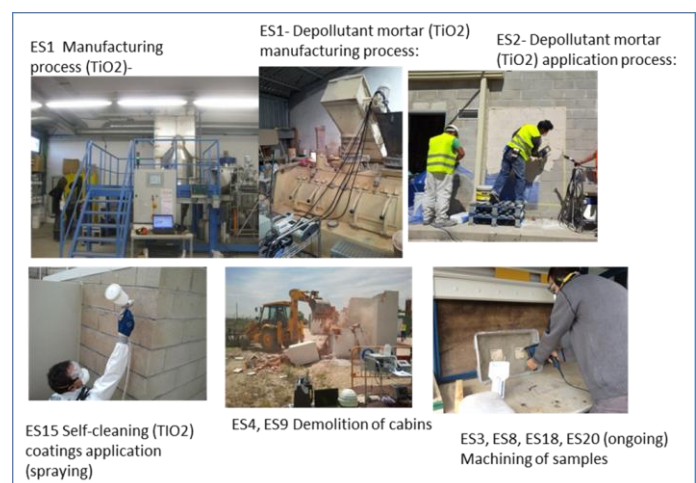 ES1  Manufacturing
process (TiO2)-
ES1- Depollutant mortar (TiO2)
manufacturing process:
ES2- Depollutant mortar
(TiO2) application process:
ES15 Self-cleaning (TIO2)
coatings application
(spraying)
ES4, ES9 Demolition of cabins
ES3, ES8, ES18, ES20 (ongoing)
Machining of samples